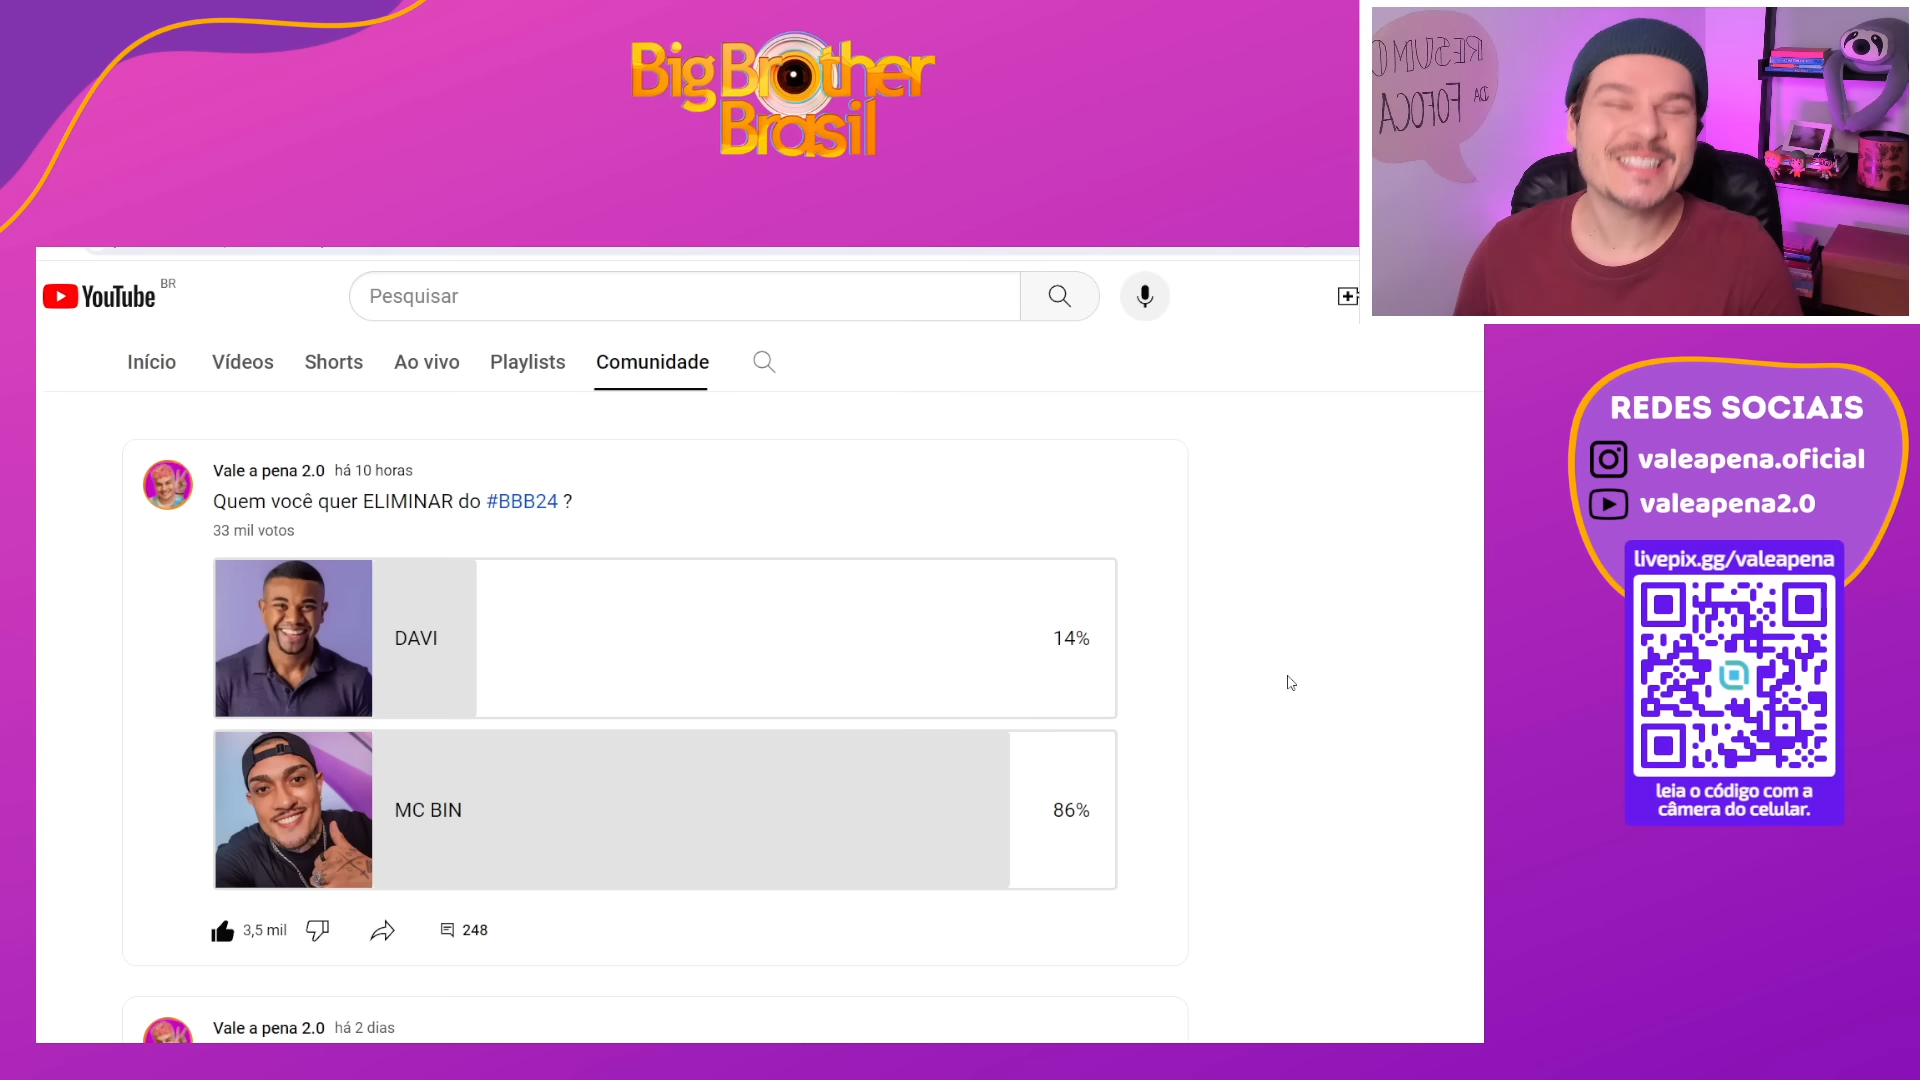 Big Brother
Brasil
RESUMO
DA FOFOCA
YouTube BR
Pesquisar
Início Vídeos Shorts Ao vivo Playlists Comunidade
Vale a pena 2.0 há 10 horas
Quem você quer ELIMINAR do #BBB24 ?
33 mil votos
DAVI 14%
MC BIN 86%
3,5 mil 248
Vale a pena 2.0 há 2 dias
REDES SOCIAIS
valeapena.oficial
valeapena2.0
livepix.gg/valeapena
leia o código com a
câmera do celular.